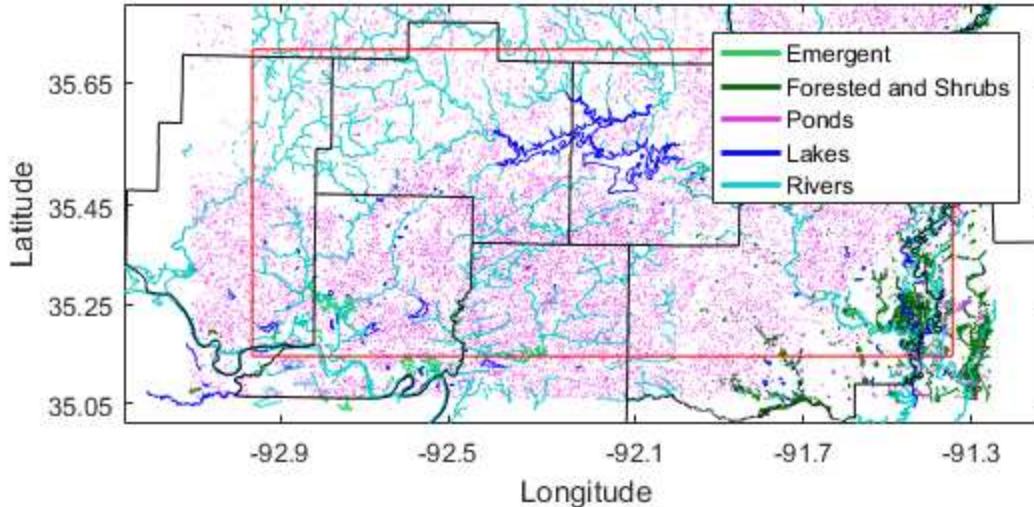 Emergent
Forested and Shrubs
Ponds
Lakes
Rivers
35.65
35.45
35.25
35.05
Latitude
-92.9
-92.5
-92.1
-91.7
-91.3
Longitude